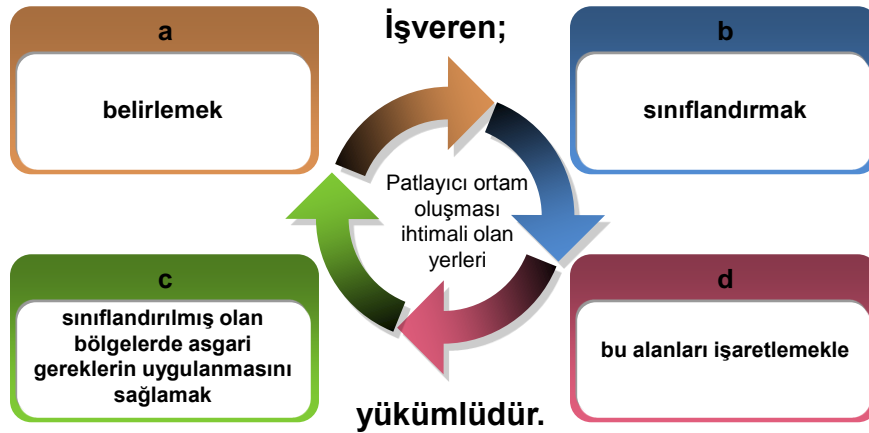 İşveren;
a
belirlemek
b
sınıflandırmak
Patlayıcı ortam
oluşması
ihtimali olan
yerleri
c
sınıflandırılmış olan
bölgelerde asgari
gereklerin uygulanmasını
sağlamak
d
bu alanları işaretlemekle
yükümlüdür.